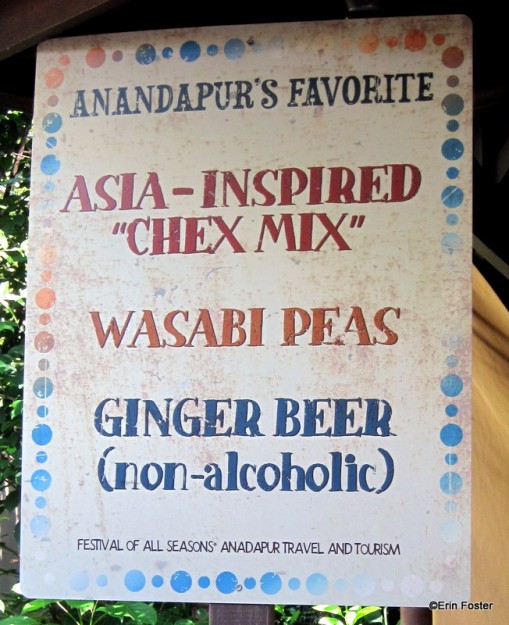 ANANDAPUR'S FAVORITE
ASIA-INSPIRED
"CHEX MIX"
WASABI PEAS
GINGER BEER
(non-alcoholic)
FESTIVAL OF ALL SEASONS* ANADAPUR TRAVEL AND TOURISM
©Erin Foster